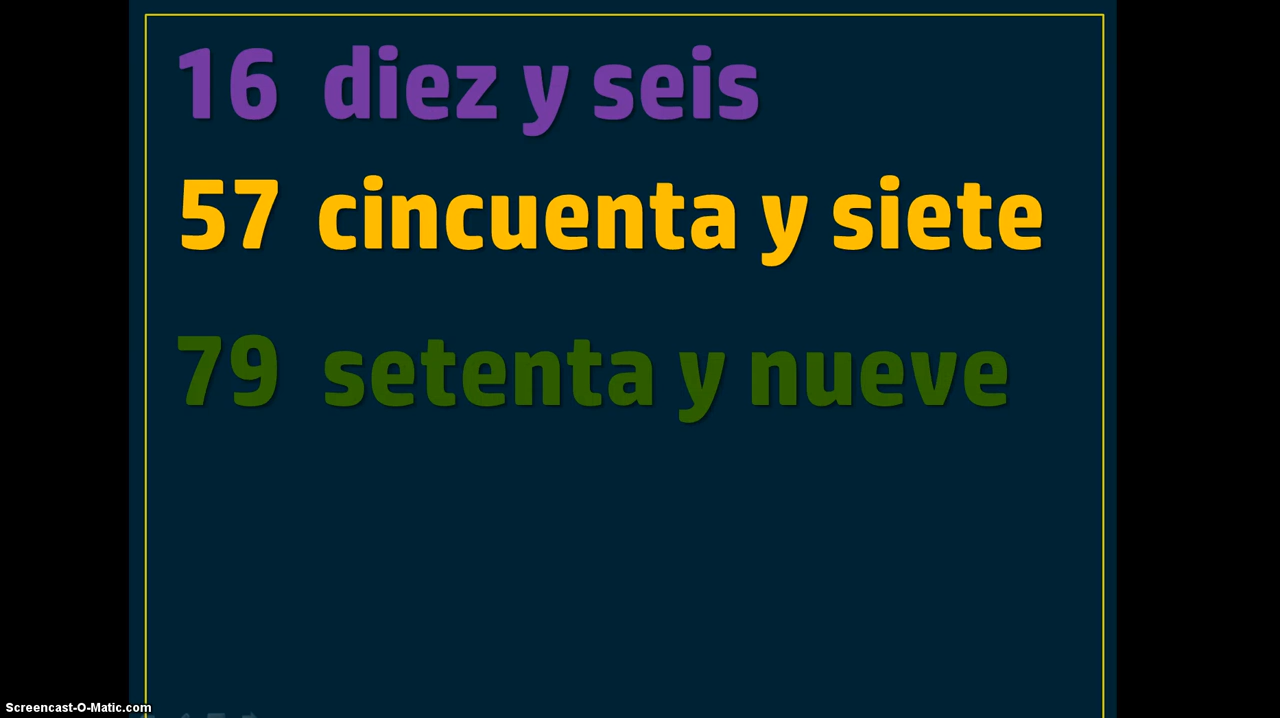 16 diez y seis
57 cincuenta y siete
79 setenta y nueve
Screencast-O-Matic.com